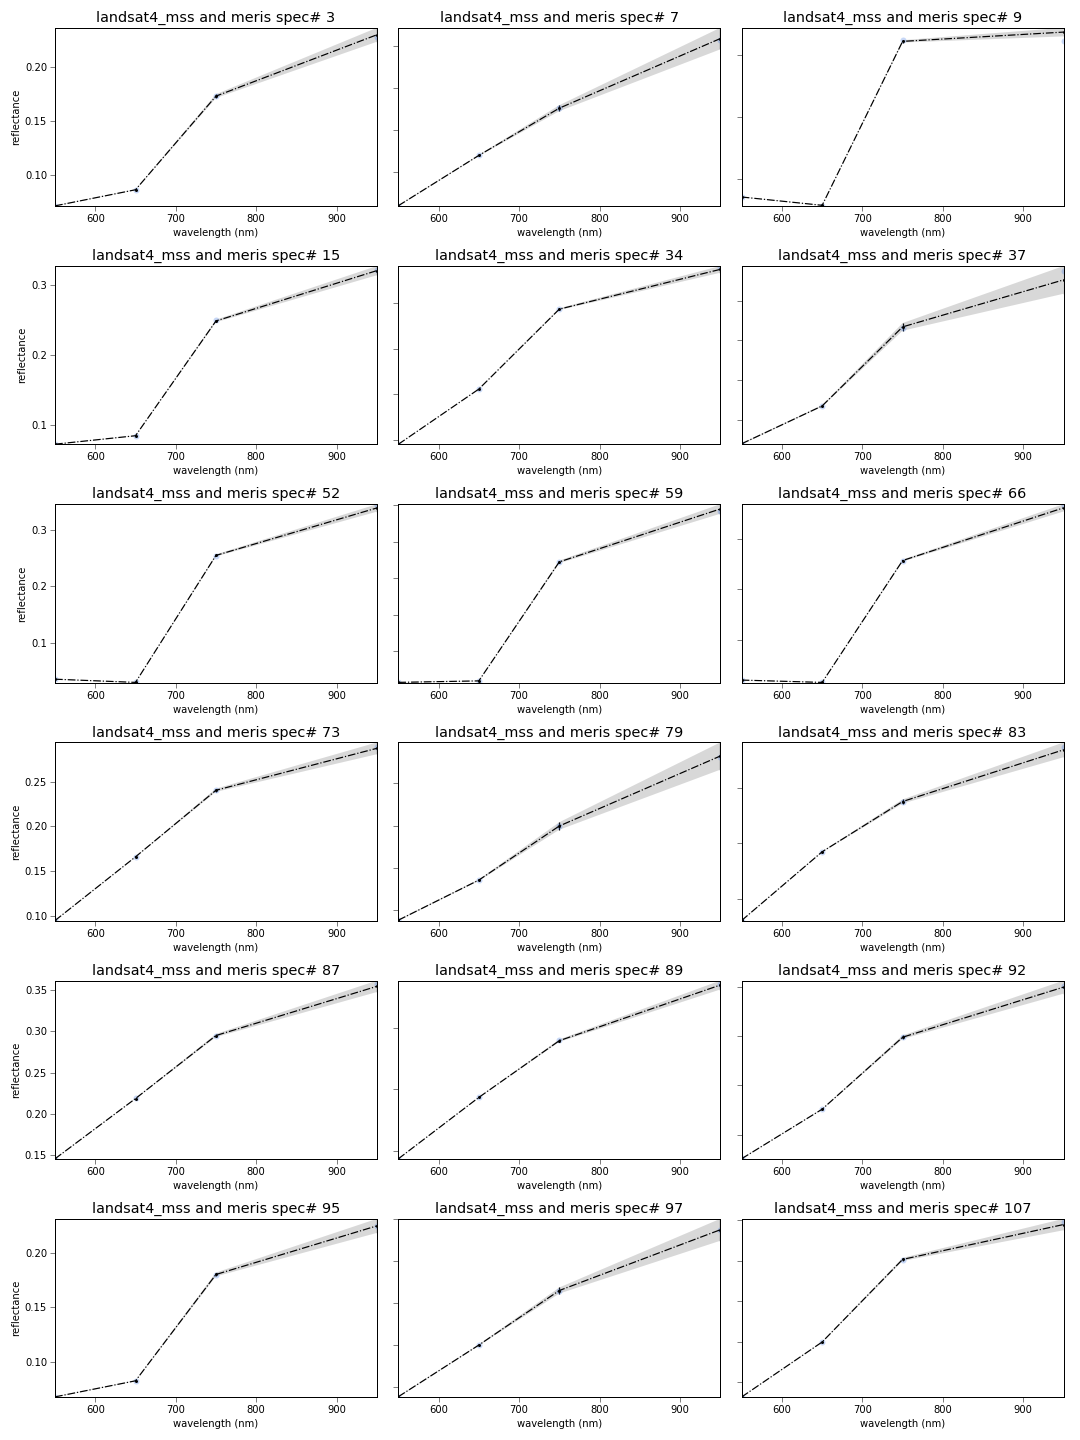 landsat4_mss and meris spec# 3
landsat4_mss and meris spec# 7
landsat4_mss and meris spec# 9
0.20
0.15
0.10
reflectance
600 700 800 900
600 700 800 900
600 700 800 900
wavelength (nm)
wavelength (nm)
wavelength (nm)
landsat4_mss and meris spec# 15
landsat4_mss and meris spec# 34
landsat4_mss and meris spec# 37
0.3
0.2
0.1
reflectance
600 700 800 900
600 700 800 900
600 700 800 900
wavelength (nm)
wavelength (nm)
wavelength (nm)
landsat4_mss and meris spec# 52
landsat4_mss and meris spec# 59
landsat4_mss and meris spec# 66
0.3
0.2
0.1
reflectance
600 700 800 900
600 700 800 900
600 700 800 900
wavelength (nm)
wavelength (nm)
wavelength (nm)
landsat4_mss and meris spec# 73
landsat4_mss and meris spec# 79
landsat4_mss and meris spec# 83
0.25
0.20
0.15
0.10
reflectance
600 700 800 900
600 700 800 900
600 700 800 900
wavelength (nm)
wavelength (nm)
wavelength (nm)
landsat4_mss and meris spec# 87
landsat4_mss and meris spec# 89
landsat4_mss and meris spec# 92
0.35
0.30
0.25
0.20
0.15
reflectance
600 700 800 900
600 700 800 900
600 700 800 900
wavelength (nm)
wavelength (nm)
wavelength (nm)
landsat4_mss and meris spec# 95
landsat4_mss and meris spec# 97
landsat4_mss and meris spec# 107
0.20
0.15
0.10
reflectance
600 700 800 900
600 700 800 900
600 700 800 900
wavelength (nm)
wavelength (nm)
wavelength (nm)